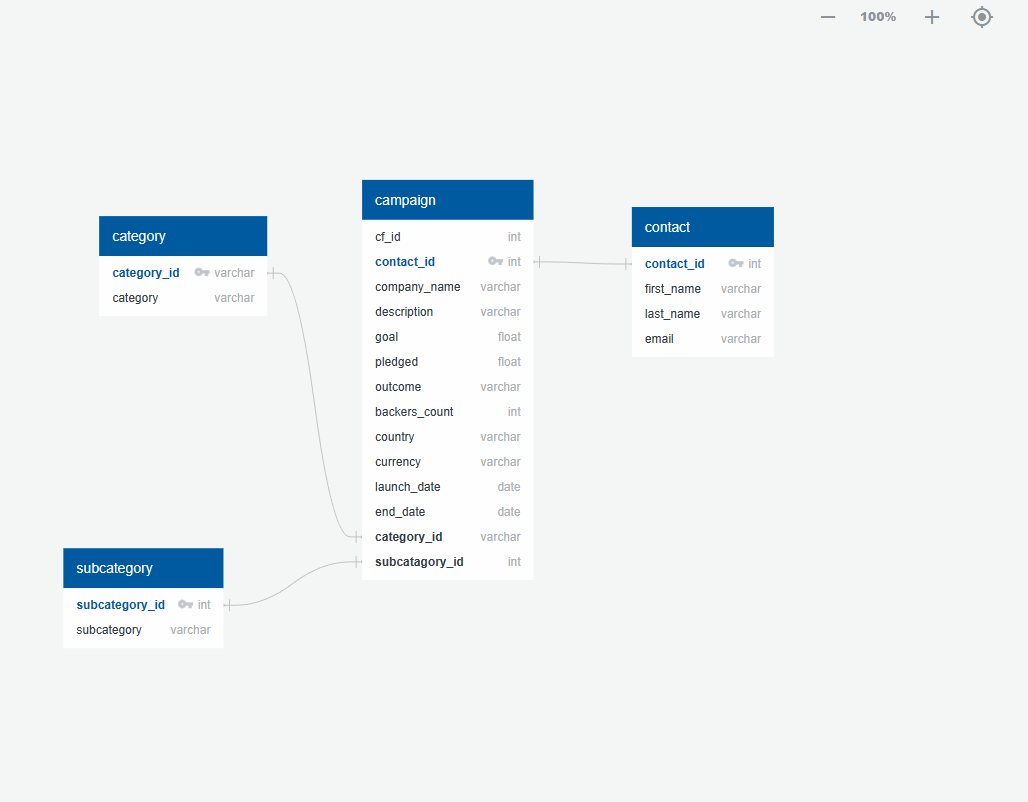 100%
category
category_id varchar
category varchar
campaign
cf_id int
contact_id int
company_name varchar
description varchar
goal float
pledged float
outcome varchar
backers_count int
country varchar
currency varchar
launch_date date
end_date date
category_id varchar
subcatagory_id int
contact
contact_id int
first_name varchar
last_name varchar
email varchar
subcategory
subcategory_id int
subcategory varchar